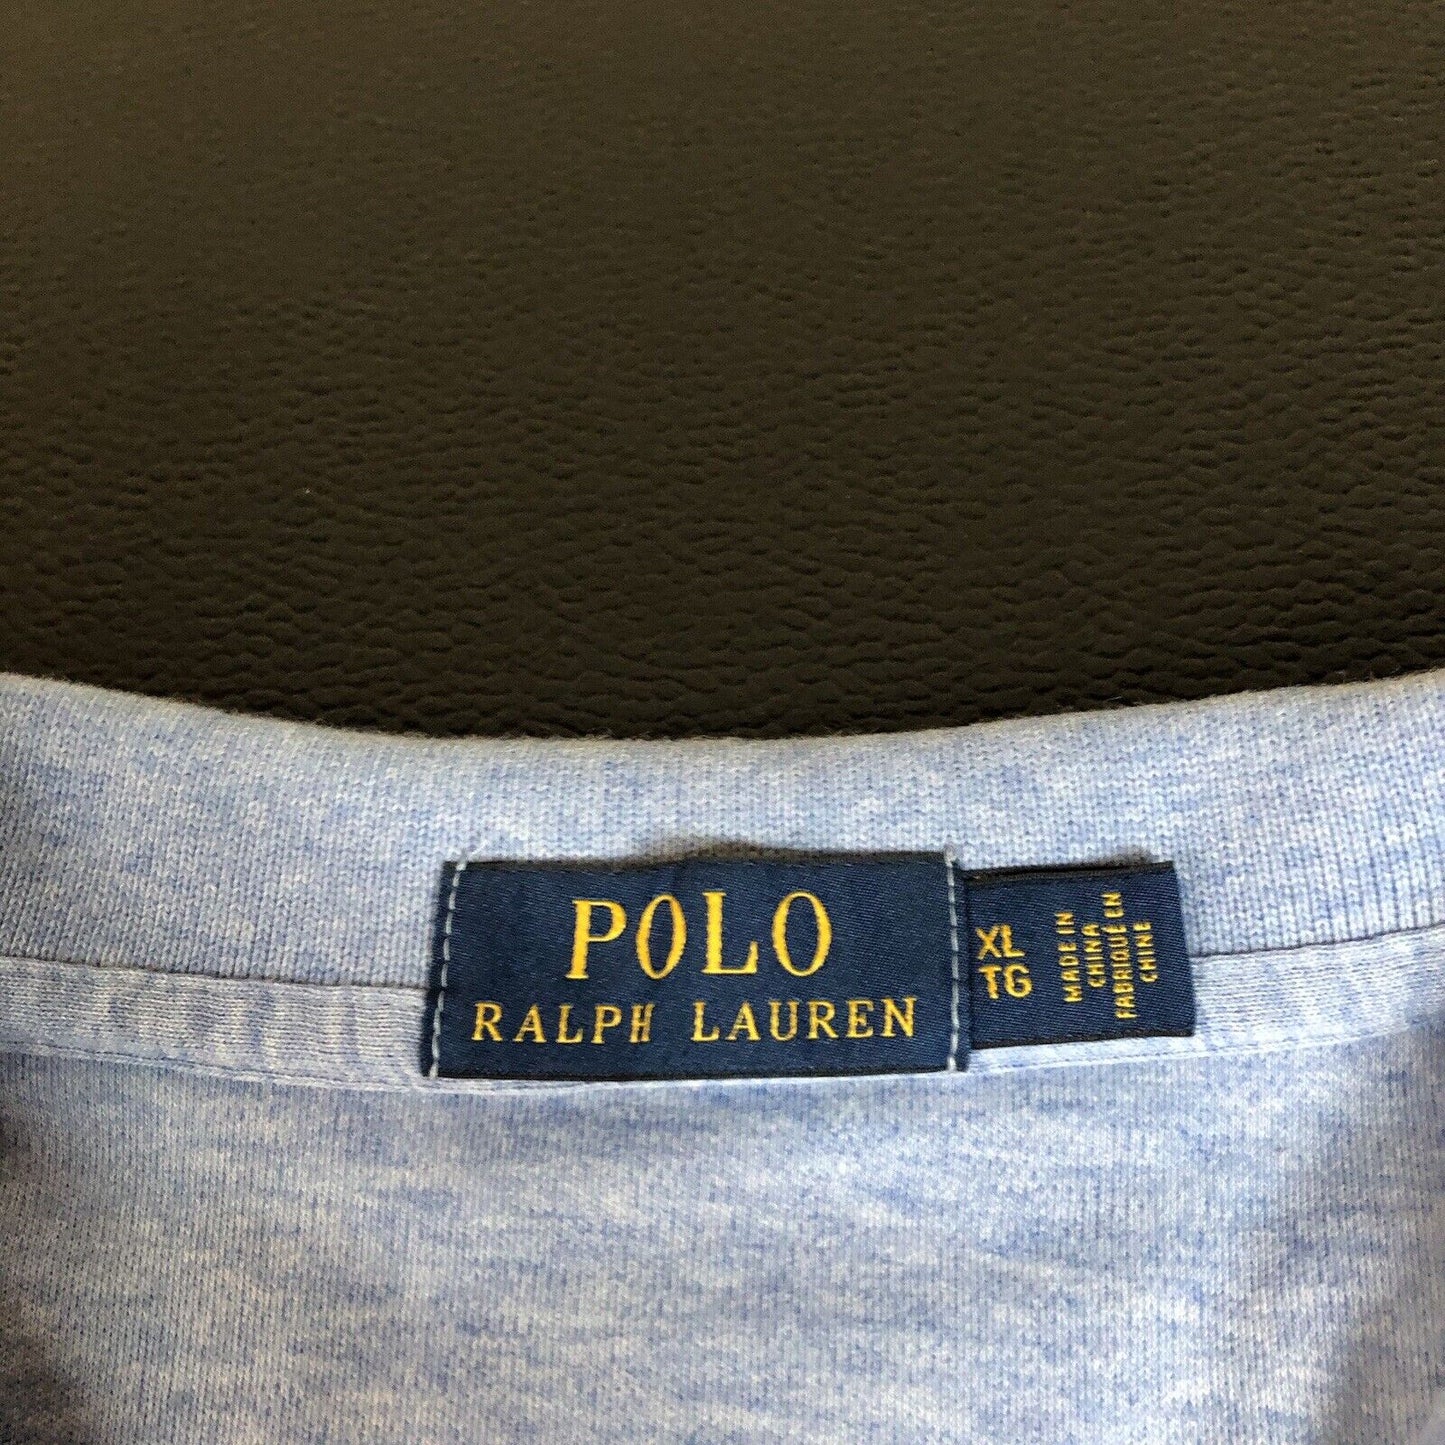 POLO
RALPH LAUREN
XL
TG
MADE IN
CHINA
FABRIQUÉ EN
CHINE